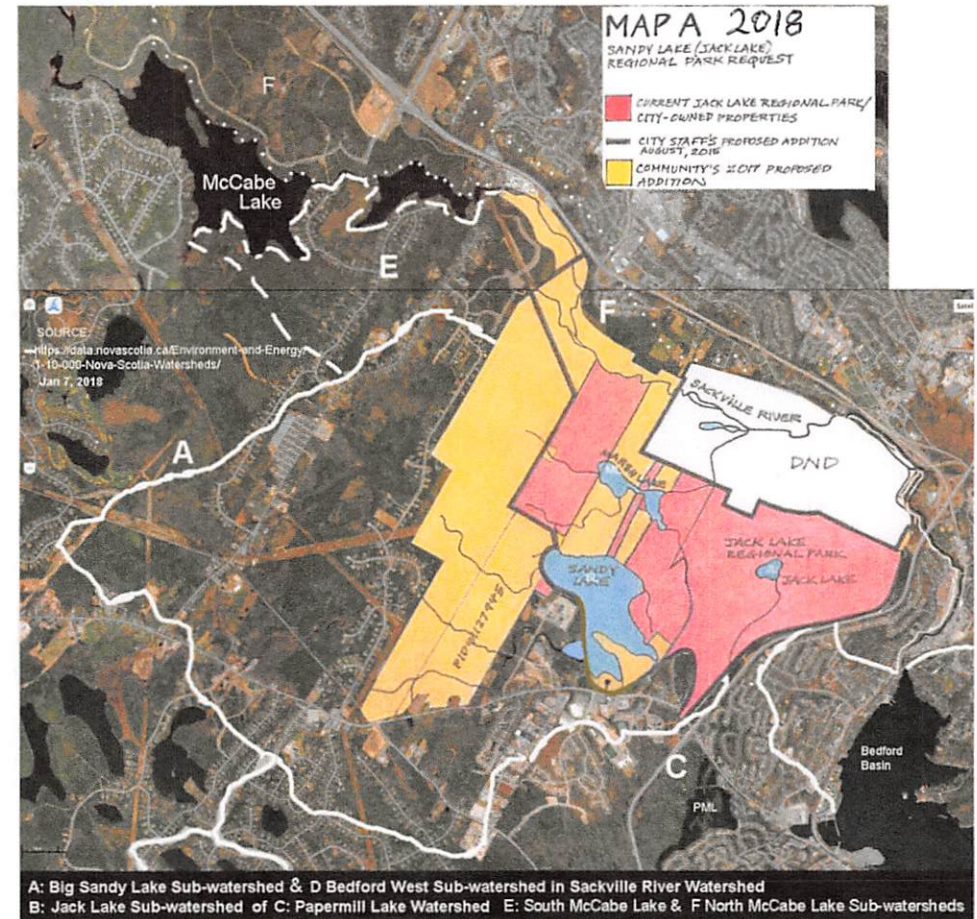 MAP A 2018
SANDY LAKE (JACK LAKE)
REGIONAL PARK REQUEST
CURRENT JACK LAKE REGIONAL PARK/
CITY-OWNED PROPERTIES
CITY STAFF'S PROPOSED ADDITION
AUGUST, 2015
COMMUNITY'S 2017 PROPOSED
ADDITION
F
McCabe
Lake
E
F
SOURCE:
https://data.novascotia.ca/Environment-and-Energy/
1-10-000-Nova-Scotia-Watersheds/
Jan 7, 2018
SACKVILLE RIVER
DND
A
MARSH LAKE
JACK LAKE
REGIONAL PARK
JACK LAKE
SANDY
LAKE
Bedford
Basin
C
PML
A: Big Sandy Lake Sub-watershed & D Bedford West Sub-watershed in Sackville River Watershed
B: Jack Lake Sub-watershed of C: Papermill Lake Watershed E: South McCabe Lake & F North McCabe Lake Sub-watersheds